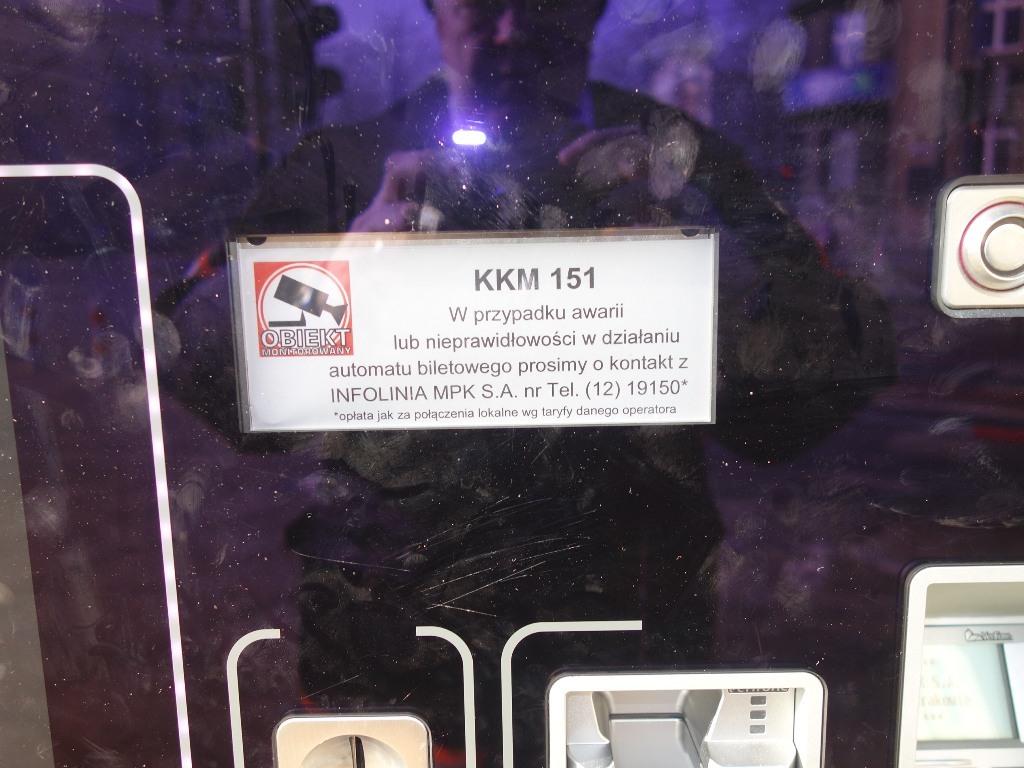 KKM 151
W przypadku awarii
lub nieprawidłowości w działaniu
automatu biletowego prosimy o kontakt z
INFOLINIA MPK S.A. nr Tel. (12) 19150*
*opłata jak za połączenia lokalne wg taryfy danego operatora
OBIEKT
MONITOROWANY